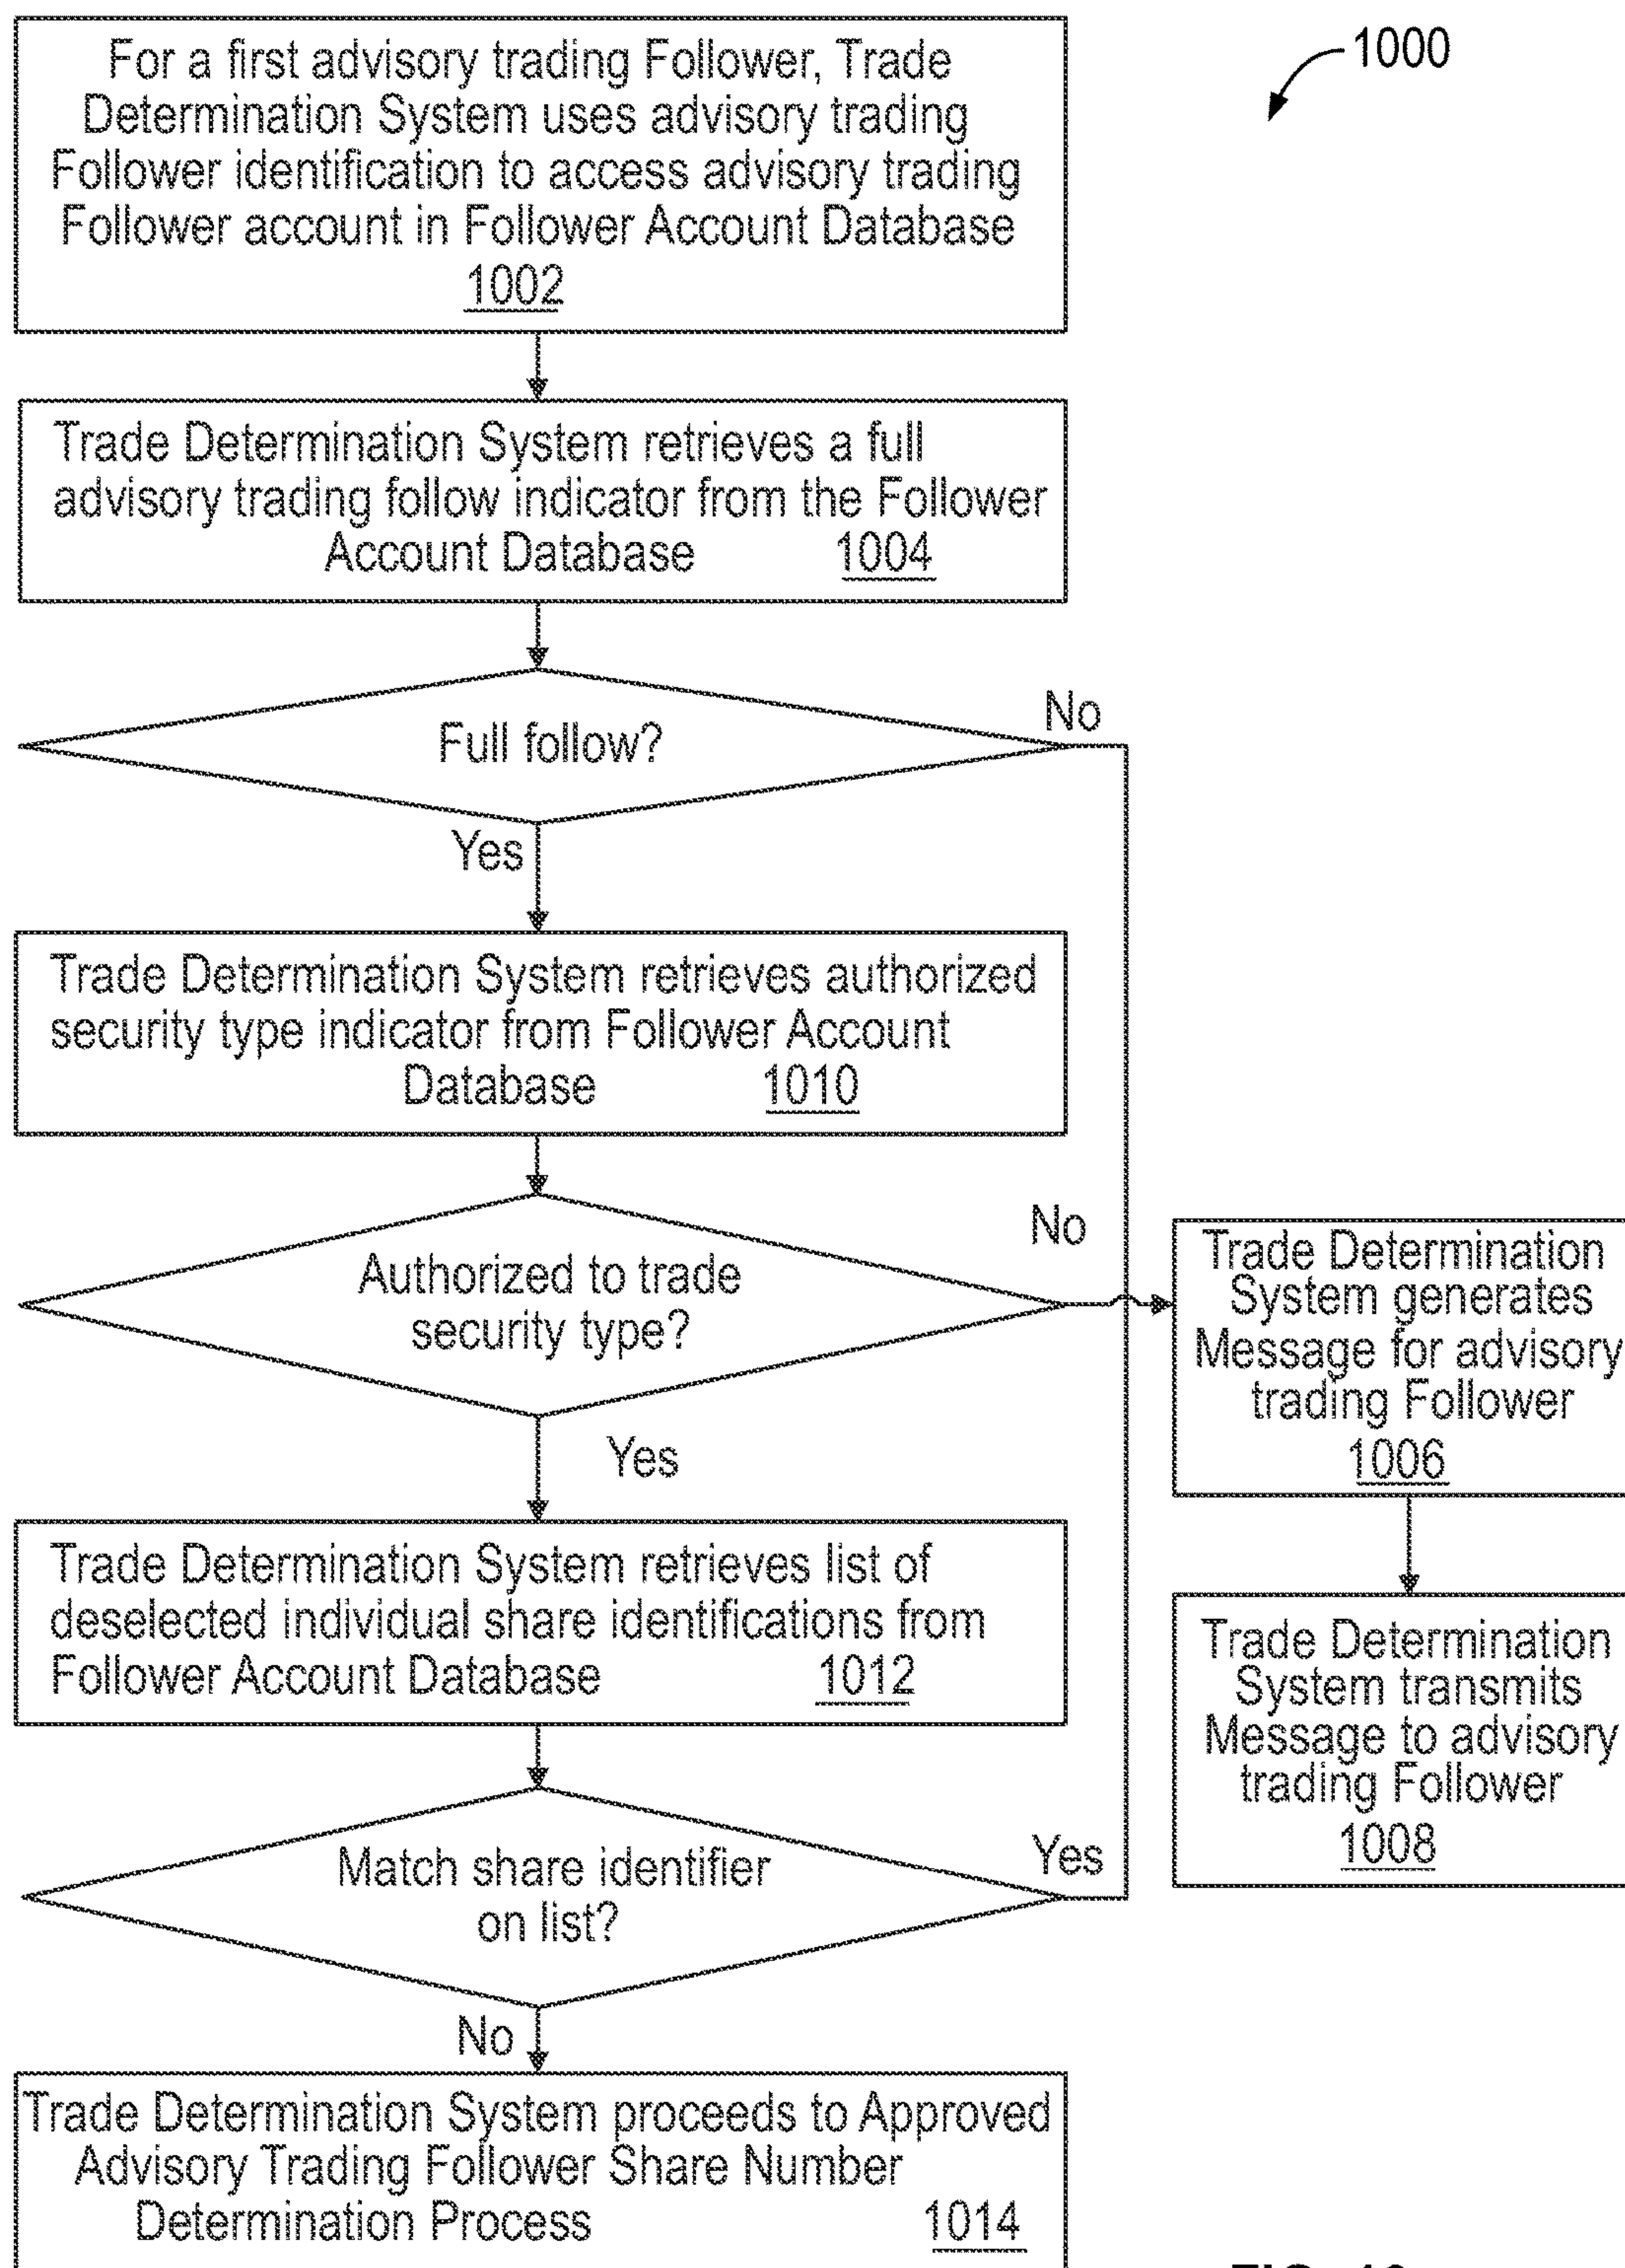 1000
For a first advisory trading Follower, Trade
Determination System uses advisory trading
Follower identification to access advisory trading
Follower account in Follower Account Database
1002
Trade Determination System retrieves a full
advisory trading follow indicator from the Follower
Account Database 1004
Full follow?
No
Yes
Trade Determination System retrieves authorized
security type indicator from Follower Account
Database 1010
Authorized to trade
security type?
No
Yes
Trade Determination
System generates
Message for advisory
trading Follower
1006
Trade Determination
System transmits
Message to advisory
trading Follower
1008
Trade Determination System retrieves list of
deselected individual share identifications from
Follower Account Database 1012
Match share identifier
on list?
Yes
No
Trade Determination System proceeds to Approved
Advisory Trading Follower Share Number
Determination Process 1014